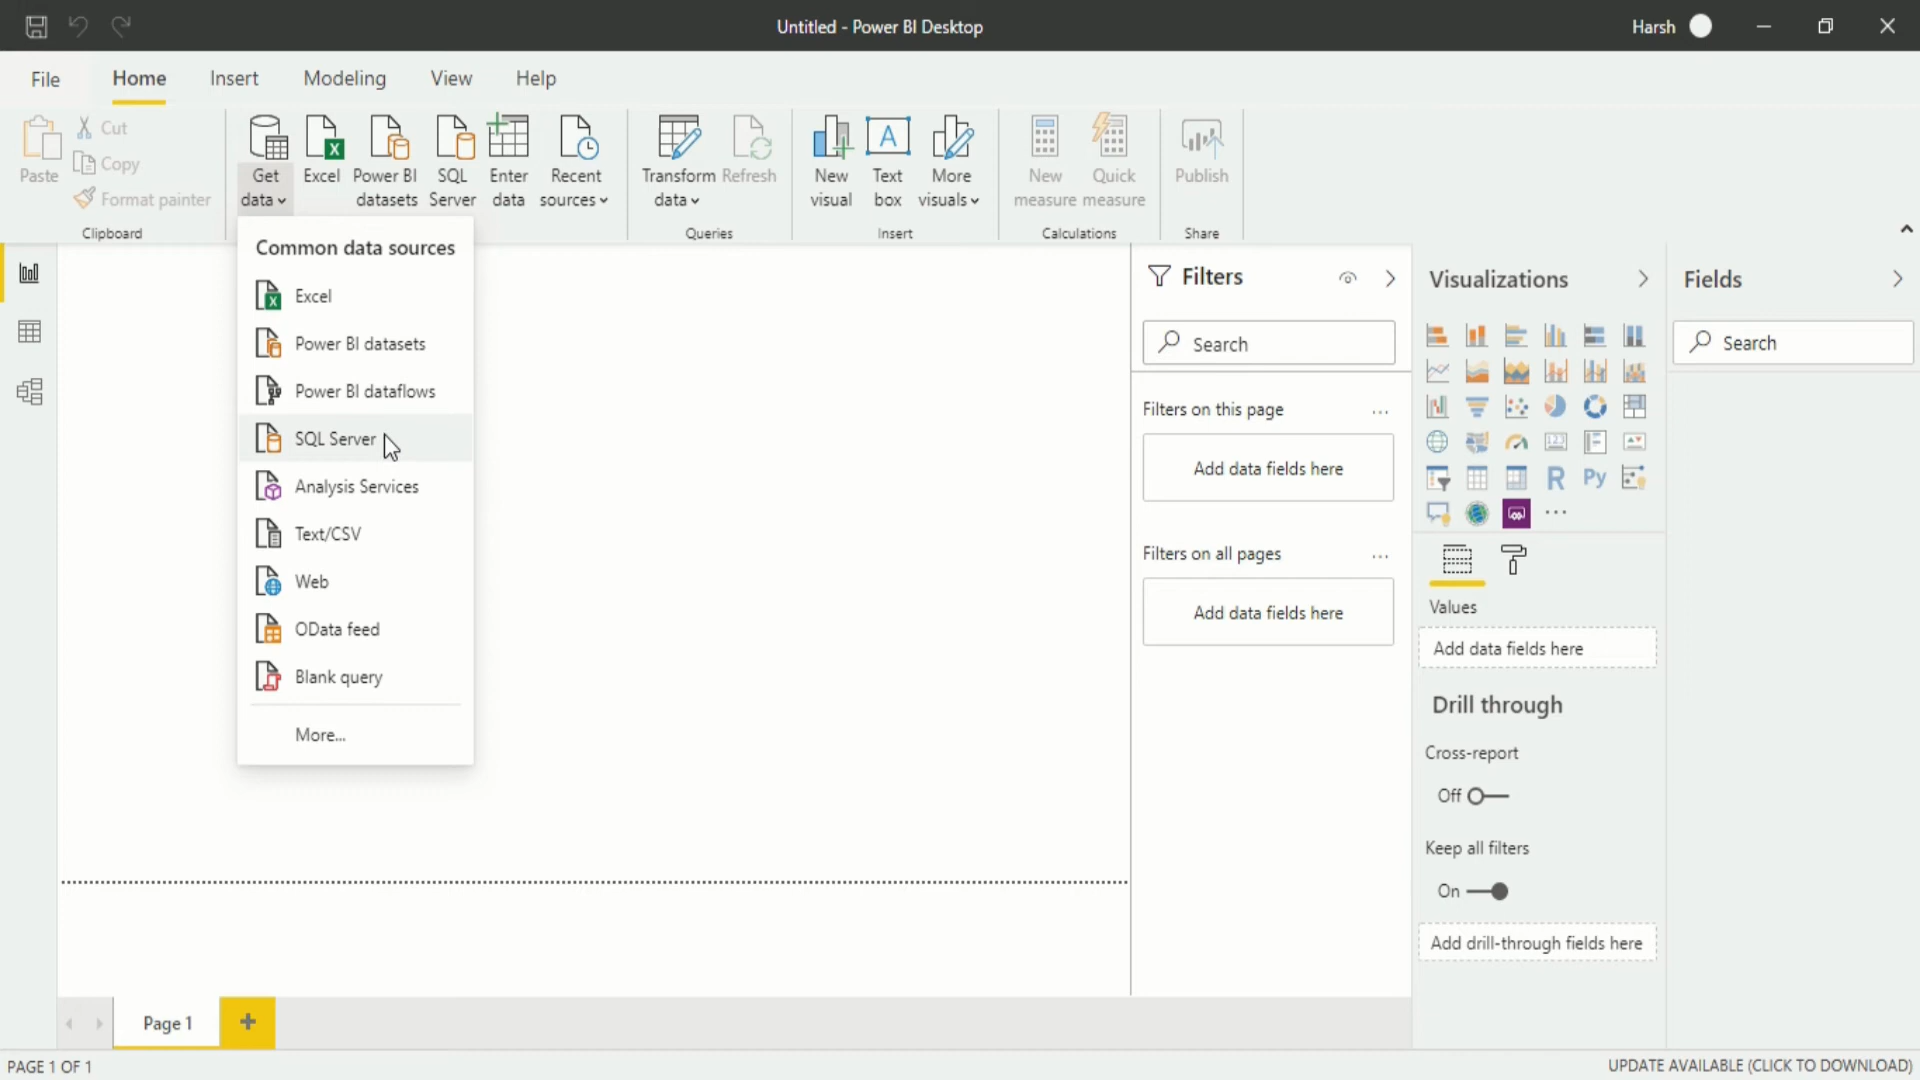 Untitled - Power BI Desktop
Harsh
File
Home
Insert
Modeling
View
Help
Paste
Cut
Copy
Format painter
Clipboard
Get
data
Excel
Power BI
datasets
SQL
Server
Enter
data
Recent
sources
Transform
data
Refresh
Queries
New
visual
A
Text
box
More
visuals
Insert
New
measure
Quick
measure
Calculations
Publish
Share
Common data sources
Excel
Power BI datasets
Power BI dataflows
SQL Server
Analysis Services
Text/CSV
Web
OData feed
Blank query
More...
Filters
Search
Filters on this page
...
Add data fields here
Filters on all pages
...
Add data fields here
Visualizations
123
R
Py
...
Values
Add data fields here
Drill through
Cross-report
Off
Keep all filters
On
Add drill-through fields here
Fields
Search
Page 1
+
PAGE 1 OF 1
UPDATE AVAILABLE (CLICK TO DOWNLOAD)